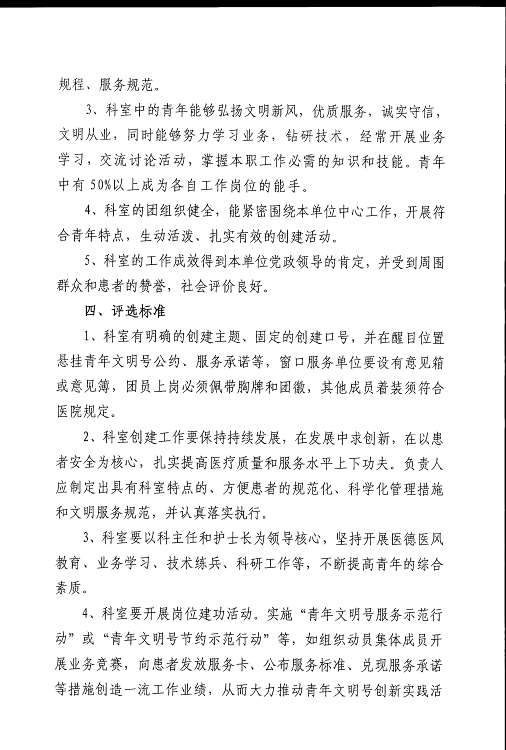 规程、服务规范。
3、科室中的青年能够弘扬文明新风，优质服务，诚实守信，
文明从业，同时能够努力学习业务，钻研技术，经常开展业务
学习，交流讨论活动，掌握本职工作必需的知识和技能。青年
中有 50%以上成为各自工作岗位的能手。
4、科室的团组织健全，能紧密围绕本单位中心工作，开展符
合青年特点，生动活泼、扎实有效的创建活动。
5、科室的工作成效得到本单位党政领导的肯定，并受到周围
群众和患者的赞誉，社会评价良好。
四、评选标准
1、科室有明确的创建主题、固定的创建口号，并在醒目位置
悬挂青年文明号公约、服务承诺等，窗口服务单位要设有意见箱
或意见簿，团员上岗必须佩带胸牌和团徽，其他成员着装须符合
医院规定。
2、科室创建工作要保持持续发展，在发展中求创新，在以患
者安全为核心，扎实提高医疗质量和服务水平上下功夫。负责人
应制定出具有科室特点的、方便患者的规范化、科学化管理措施
和文明服务规范，并认真落实执行。
3、科室要以科主任和护士长为领导核心，坚持开展医德医风
教育、业务学习、技术练兵、科研工作等，不断提高青年的综合
素质。
4、科室要开展岗位建功活动。实施“青年文明号服务示范行
动”或“青年文明号节约示范行动”等，如组织动员集体成员开
展业务竞赛，向患者发放服务卡、公布服务标准、兑现服务承诺
等措施创造一流工作业绩，从而大力推动青年文明号创新实践活